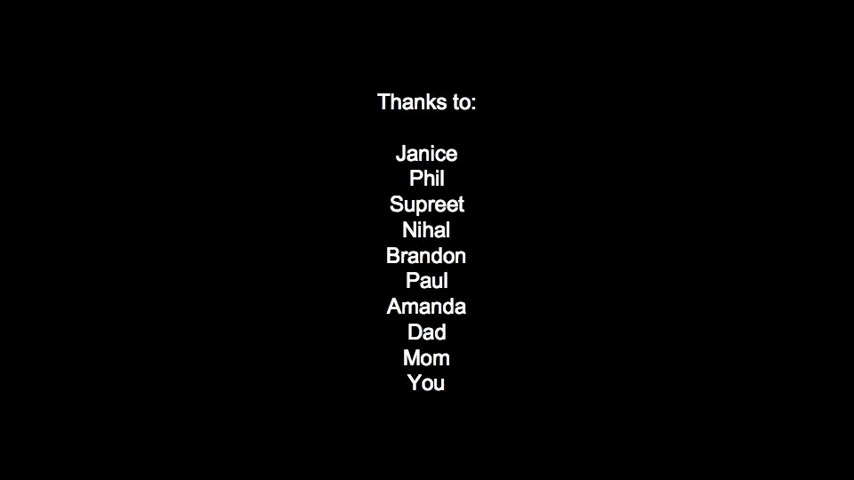 Thanks to:
Janice
Phil
Supreet
Nihal
Brandon
Paul
Amanda
Dad
Mom
You